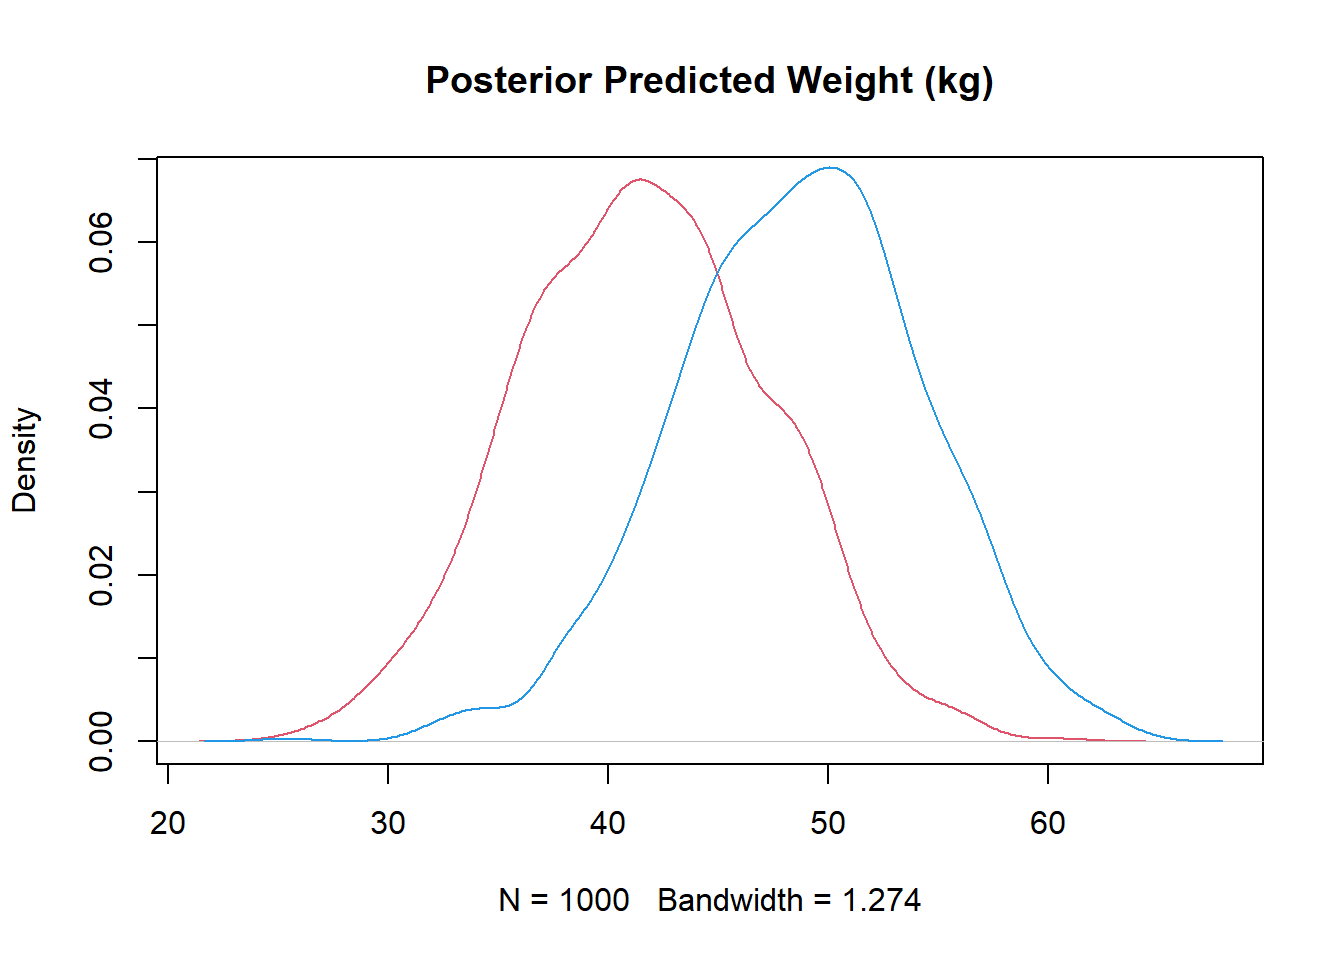 Posterior Predicted Weight (kg)
Density
0.06
0.04
0.02
0.00
20 30 40 50 60
N = 1000 Bandwidth = 1.274